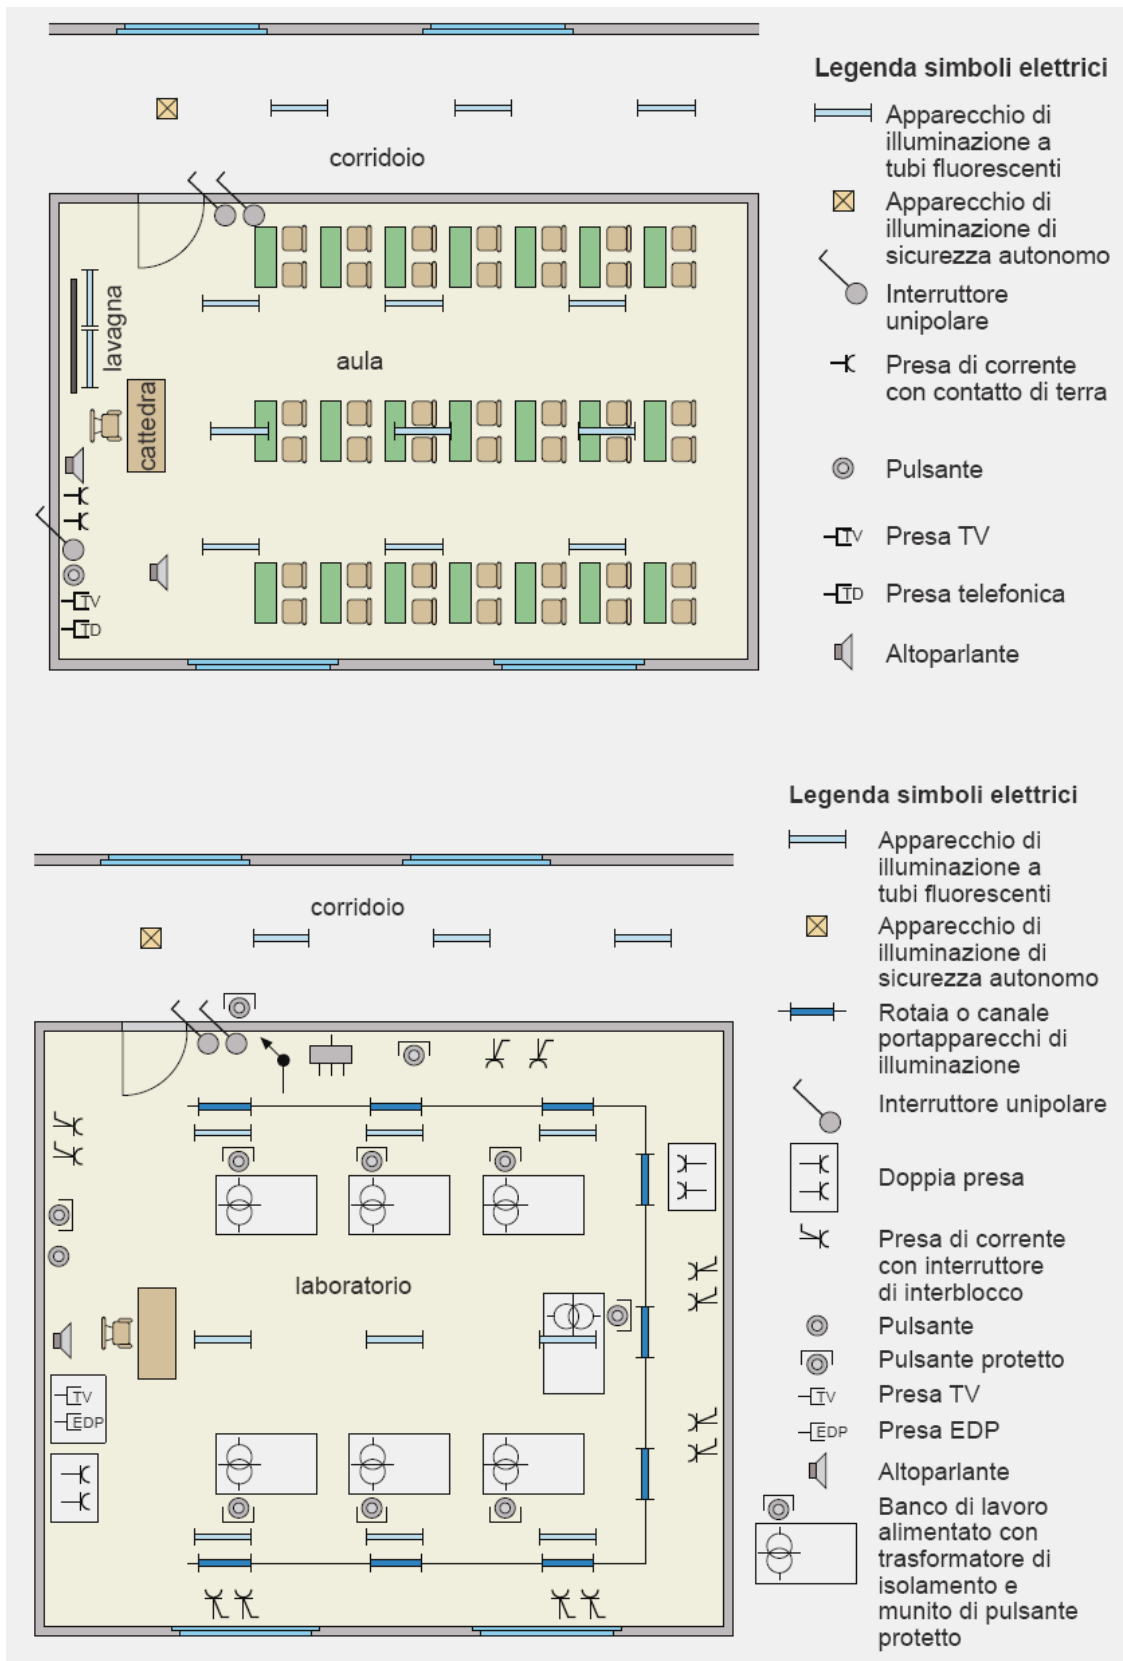 Legenda simboli elettrici
Apparecchio di
illuminazione a
tubi fluorescenti
corridoio
Apparecchio di
illuminazione di
sicurezza autonomo
Interruttore
unipolare
lavagna
aula
Presa di corrente
con contatto di terra
cattedra
Pulsante
TV
Presa TV
TD
Presa telefonica
TV
TD
Altoparlante
Legenda simboli elettrici
Apparecchio di
illuminazione a
tubi fluorescenti
corridoio
Apparecchio di
illuminazione di
sicurezza autonomo
Rotaia o canale
portapparecchi di
illuminazione
Interruttore unipolare
Doppia presa
Presa di corrente
con interruttore
di interblocco
laboratorio
Pulsante
Pulsante protetto
TV
EDP
TV
Presa TV
EDP
Presa EDP
Altoparlante
Banco di lavoro
alimentato con
trasformatore di
isolamento e
munito di pulsante
protetto